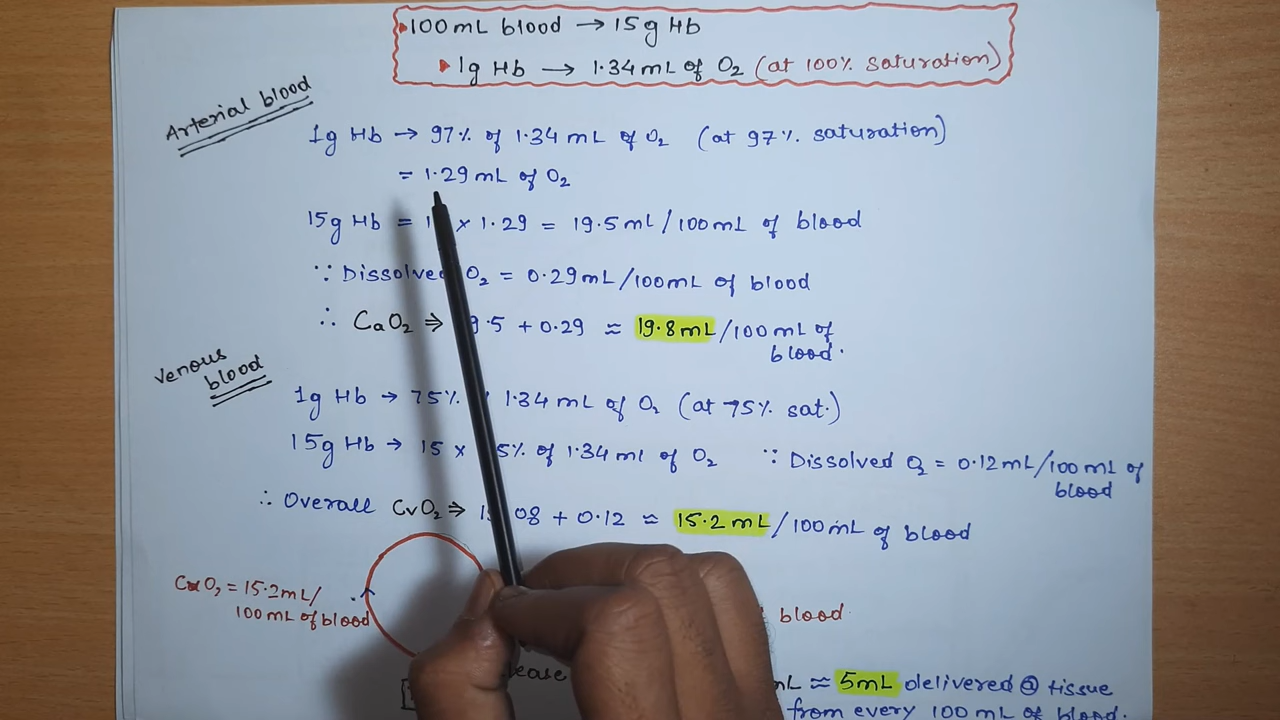 100 mL blood → 15g Hb
1g Hb → 1.34 mL of O₂ (at 100% saturation)
Arterial blood
1g Hb → 97% of 1.34 mL of O₂ (at 97% saturation)
= 1.29 mL of O₂
15g Hb = × 1.29 = 19.5 mL/100 mL of blood
∵ Dissolved O₂ = 0.29 mL/100 mL of blood
∴ CaO₂ ⇒ 9.5 + 0.29 ≈ 19.8 mL/100 mL of
blood.
Venous
blood
1g Hb → 75% 1.34 mL of O₂ (at 75% sat.)
15g Hb → 15 × 5% of 1.34 ml of O₂ ∵ Dissolved O₂ = 0.12 mL/100 mL of
blood
∴ Overall CvO₂ ⇒ 08 + 0.12 ≈ 15.2 mL/100 mL of blood
O₂ = 15.2 mL/
100 mL of blood
blood
mL ≈ 5mL delivered @ tissue
from every 100 mL of blood.